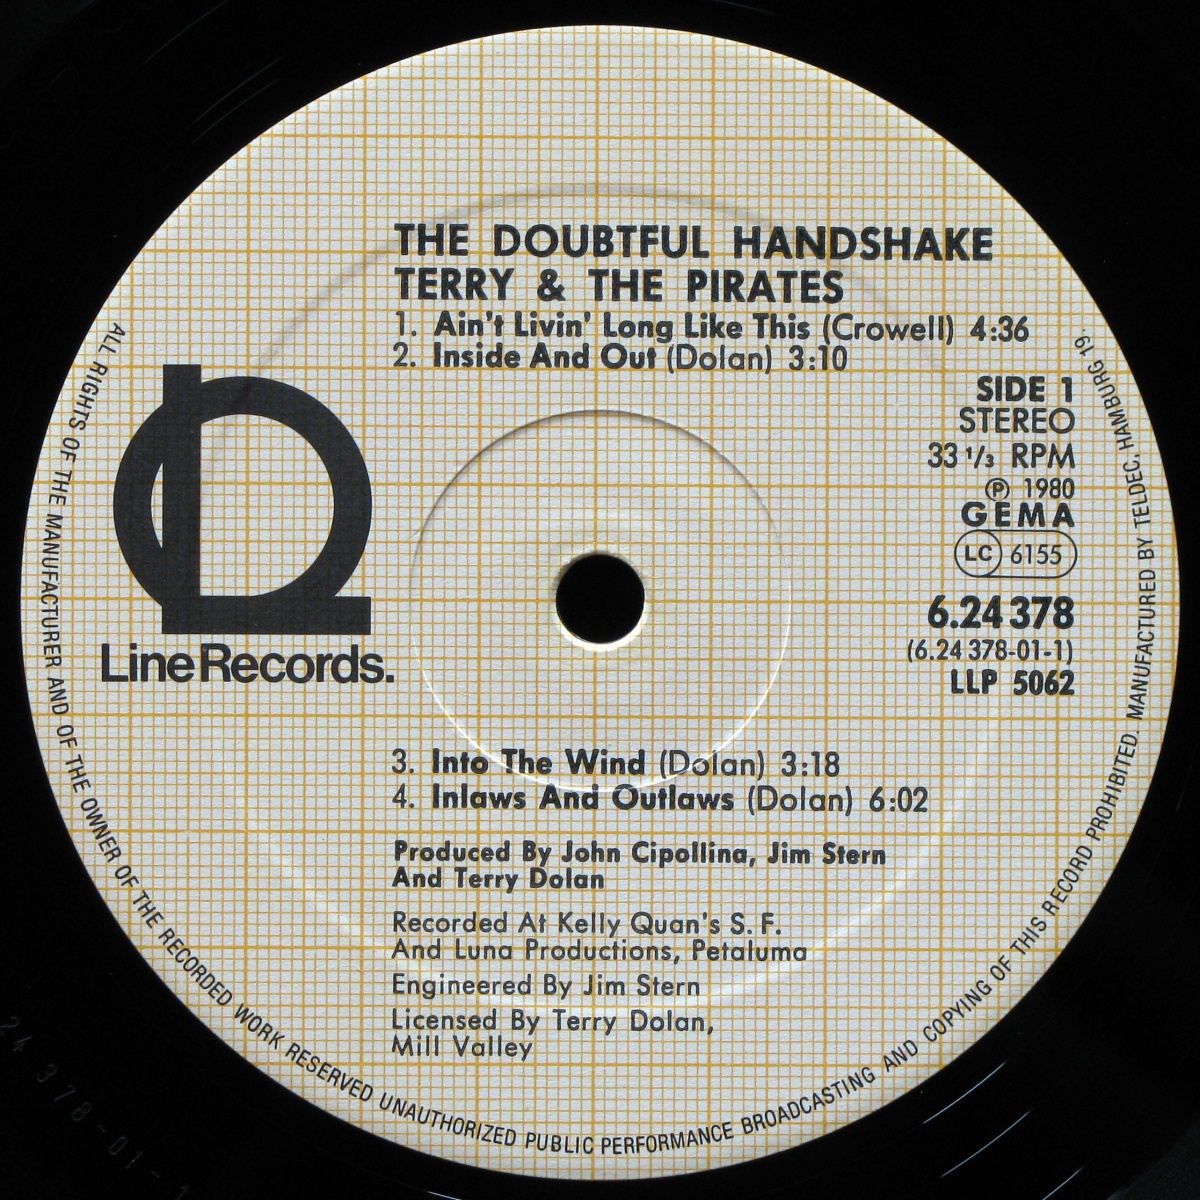 THE DOUBTFUL HANDSHAKE
TERRY & THE PIRATES
1. Ain't Livin' Long Like This (Crowell) 4:36
2. Inside And Out (Dolan) 3:10
SIDE 1
STEREO
33 1/3 RPM
℗ 1980
GEMA
LC 6155
6.24 378
(6.24 378-01-1)
LLP 5062
Line Records.
3. Into The Wind (Dolan) 3:18
4. Inlaws And Outlaws (Dolan) 6:02
Produced By John Cipollina, Jim Stern
And Terry Dolan
Recorded At Kelly Quan's S. F.
And Luna Productions, Petaluma
Engineered By Jim Stern
Licensed By Terry Dolan,
Mill Valley
ALL RIGHTS OF THE MANUFACTURER AND OF THE OWNER OF THE RECORDED WORK RESERVED UNAUTHORIZED PUBLIC PERFORMANCE BROADCASTING AND COPYING OF THIS RECORD PROHIBITED. MANUFACTURED BY TELDEC, HAMBURG 19.
24378-01-1